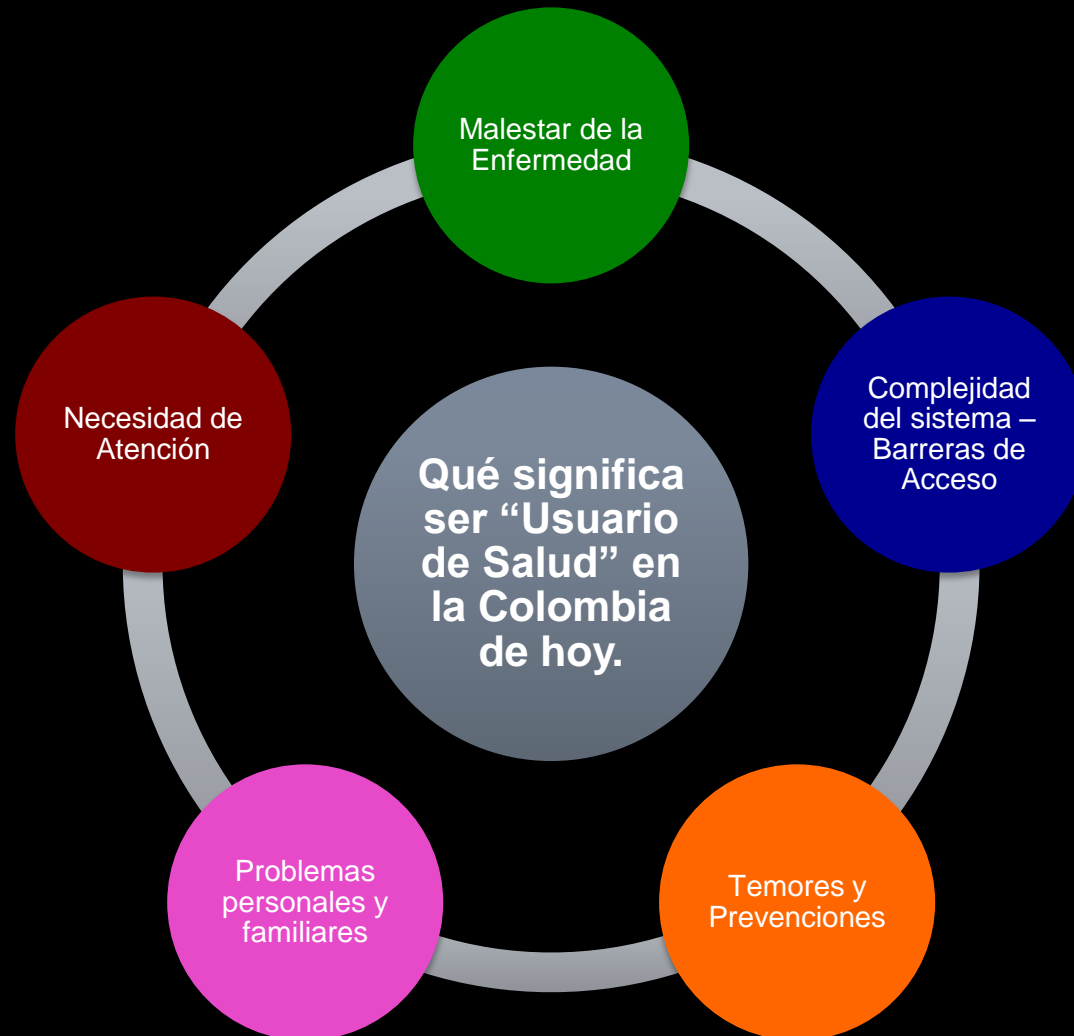 Malestar de la
Enfermedad
Complejidad
del sistema –
Barreras de
Acceso
Necesidad de
Atención
Qué significa
ser “Usuario
de Salud” en
la Colombia
de hoy.
Problemas
personales y
familiares
Temores y
Prevenciones